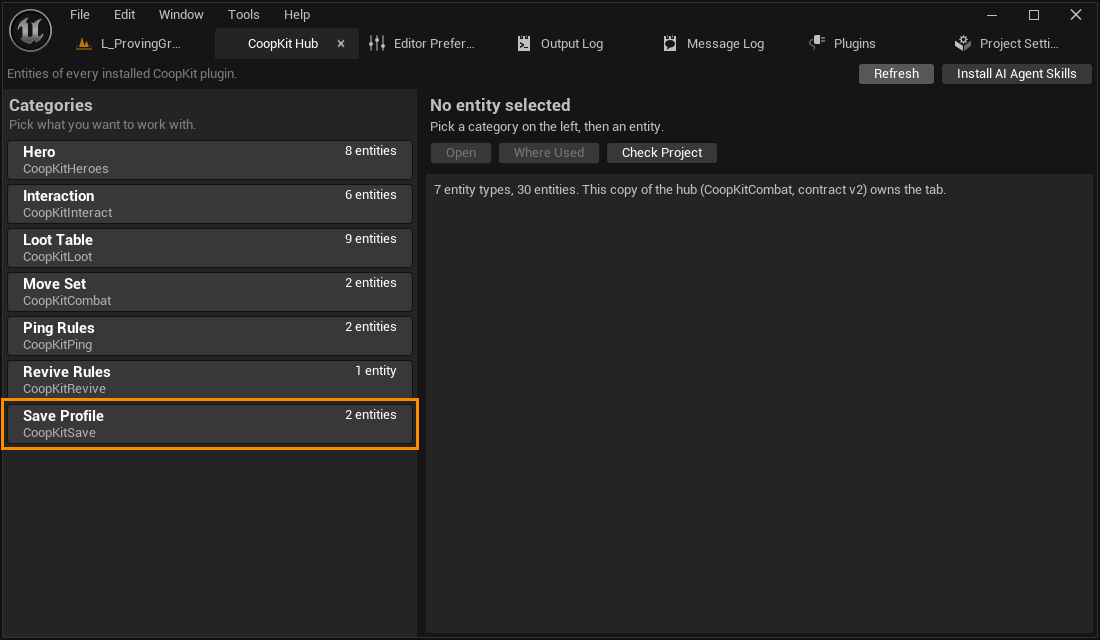 File Edit Window Tools Help
L_ProvingGr... CoopKit Hub Editor Prefer... Output Log Message Log Plugins Project Setti...
Entities of every installed CoopKit plugin. Refresh Install AI Agent Skills
Categories
Pick what you want to work with.
Hero 8 entities
CoopKitHeroes
Interaction 6 entities
CoopKitInteract
Loot Table 9 entities
CoopKitLoot
Move Set 2 entities
CoopKitCombat
Ping Rules 2 entities
CoopKitPing
Revive Rules 1 entity
CoopKitRevive
Save Profile 2 entities
CoopKitSave
No entity selected
Pick a category on the left, then an entity.
Open Where Used Check Project
7 entity types, 30 entities. This copy of the hub (CoopKitCombat, contract v2) owns the tab.